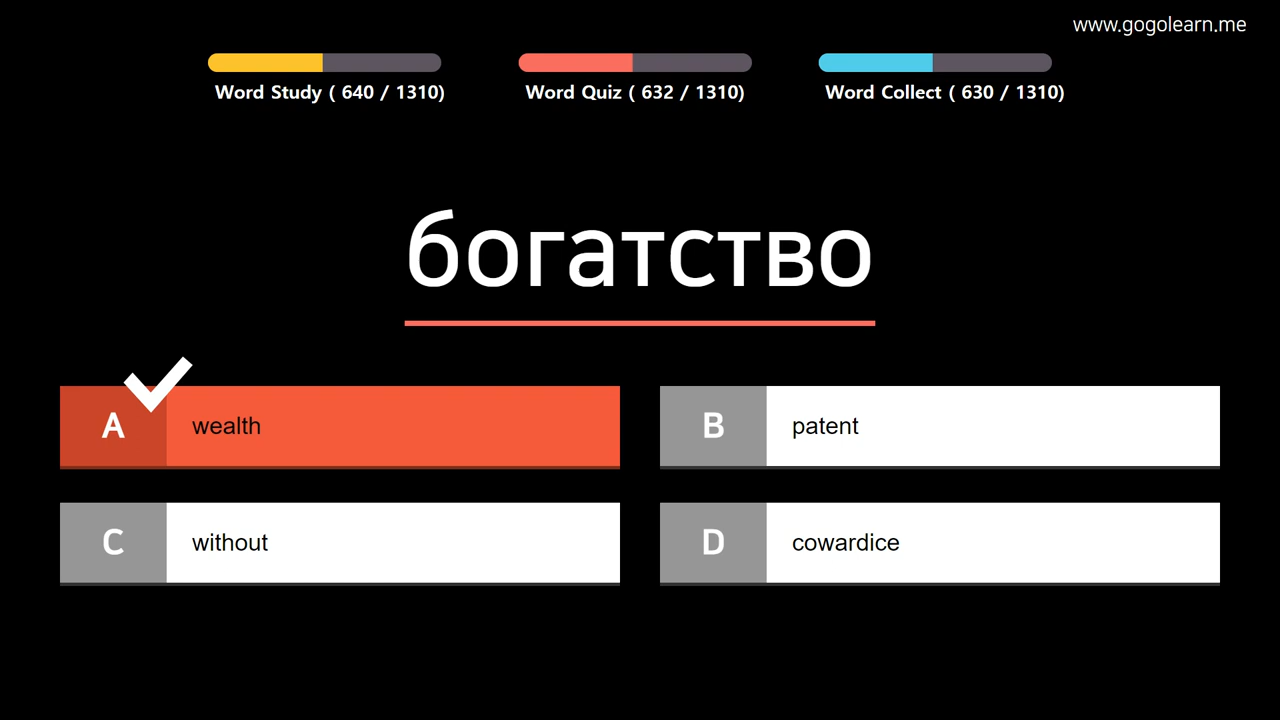 www.gogolearn.me
Word Study ( 640 / 1310)
Word Quiz ( 632 / 1310)
Word Collect ( 630 / 1310)
богатство
A wealth
B patent
C without
D cowardice